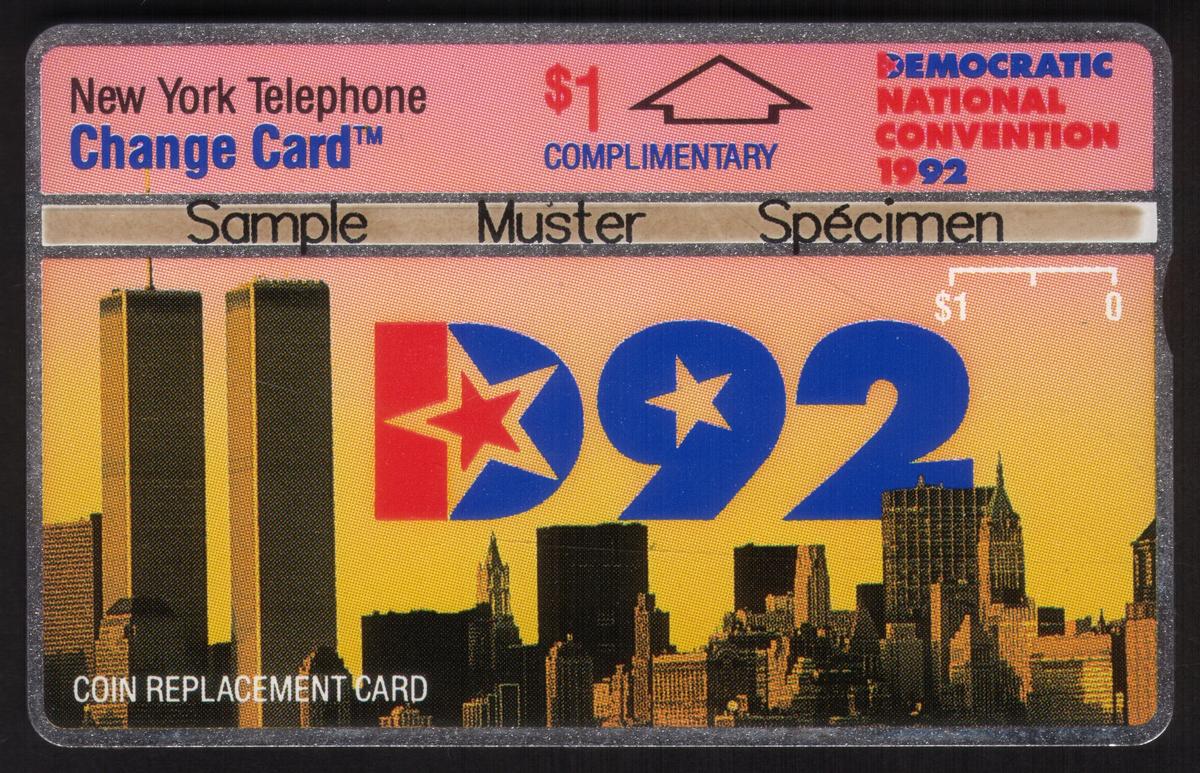 New York Telephone
Change Card™
$1
COMPLIMENTARY
DEMOCRATIC
NATIONAL
CONVENTION
1992
Sample Muster Spécimen
$1 0
D92
COIN REPLACEMENT CARD